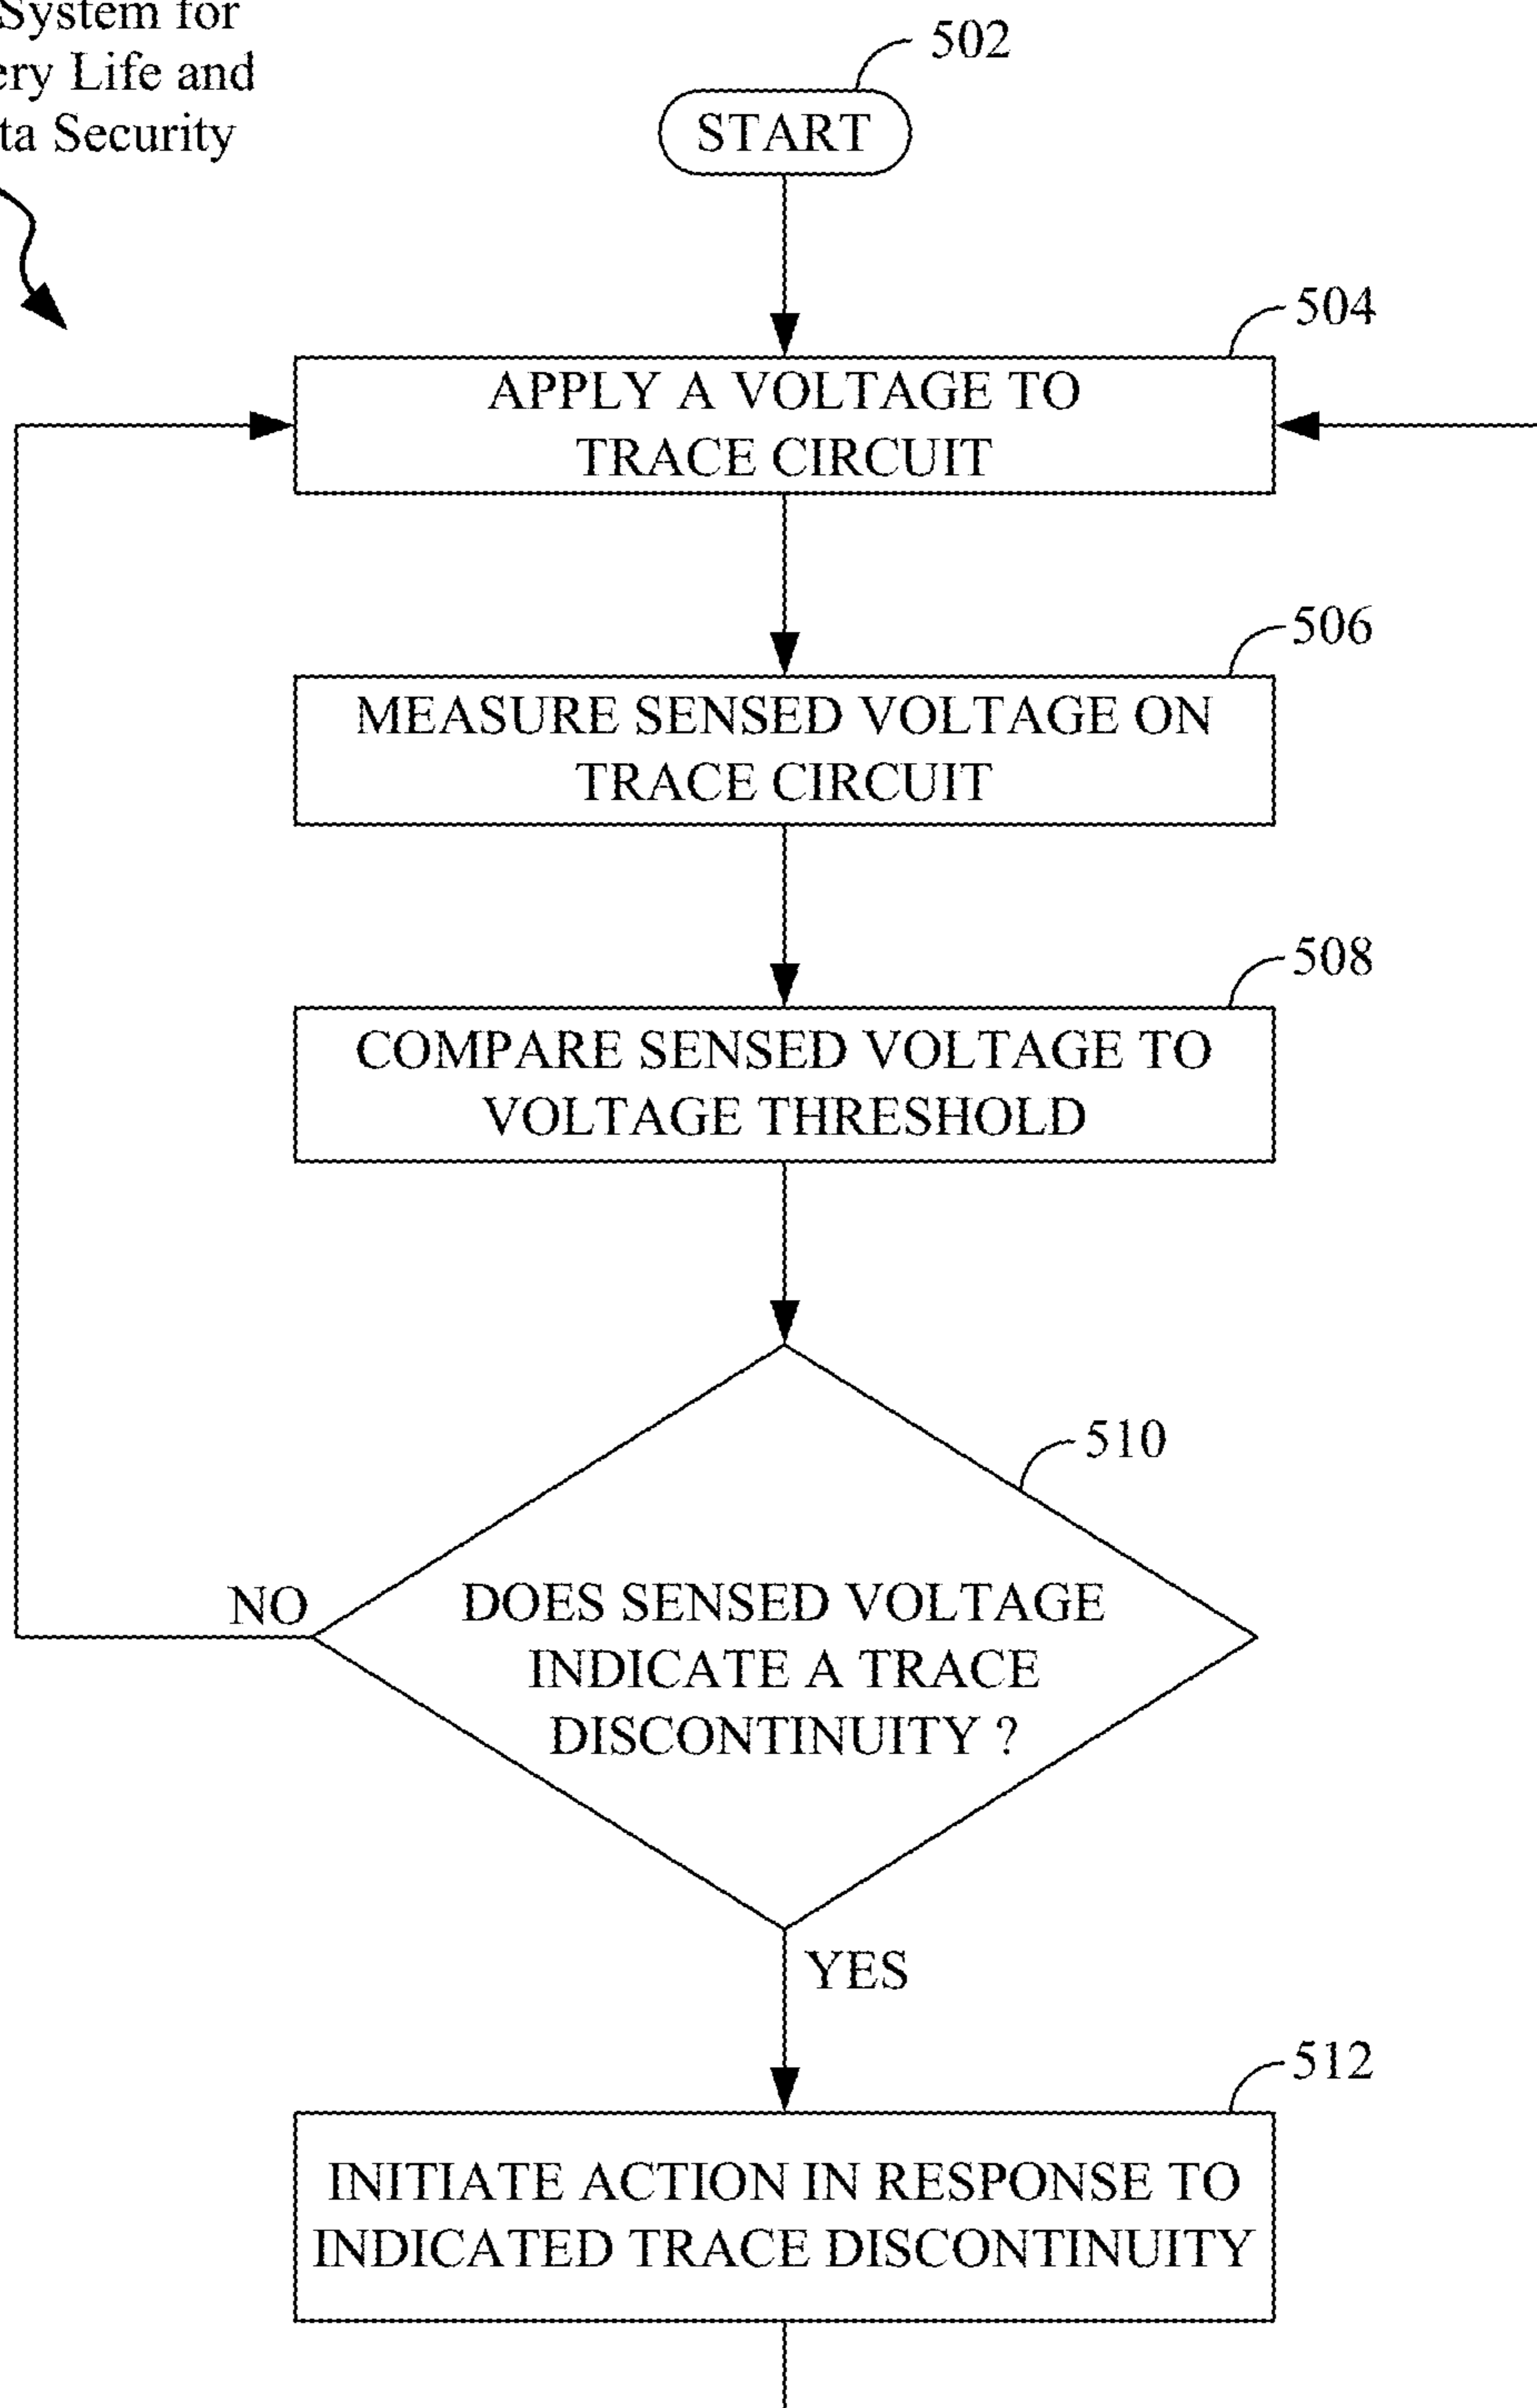 System for
ery Life and
ta Security
502
START
504
APPLY A VOLTAGE TO
TRACE CIRCUIT
506
MEASURE SENSED VOLTAGE ON
TRACE CIRCUIT
508
COMPARE SENSED VOLTAGE TO
VOLTAGE THRESHOLD
510
NO
DOES SENSED VOLTAGE
INDICATE A TRACE
DISCONTINUITY ?
YES
512
INITIATE ACTION IN RESPONSE TO
INDICATED TRACE DISCONTINUITY